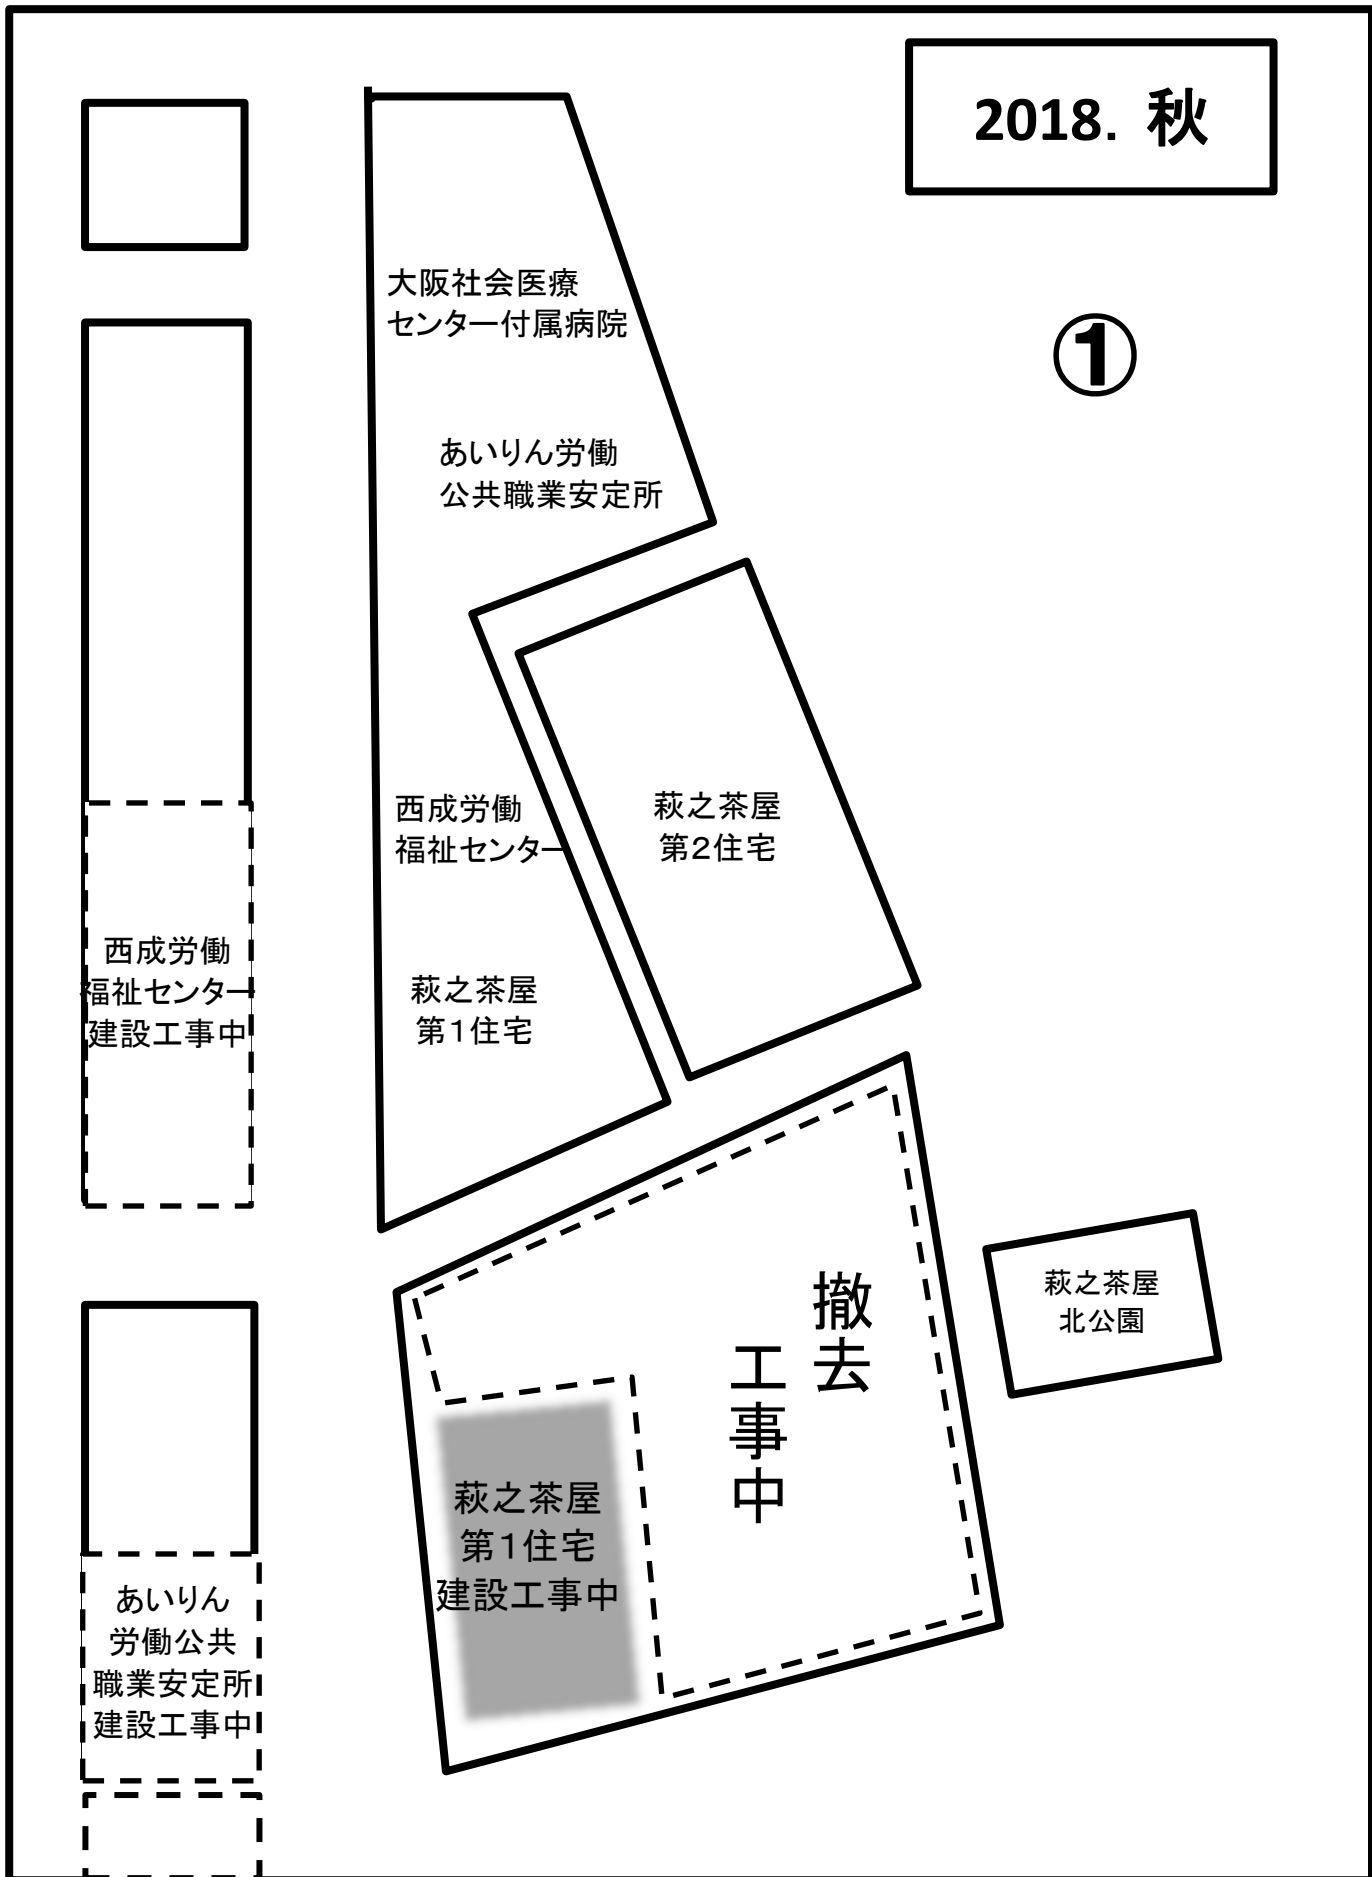 2018. 秋
①
大阪社会医療
センター付属病院
あいりん労働
公共職業安定所
西成労働
福祉センター
萩之茶屋
第2住宅
西成労働
福祉センター
建設工事中
萩之茶屋
第1住宅
撤去
工事中
萩之茶屋
北公園
萩之茶屋
第1住宅
建設工事中
あいりん
労働公共
職業安定所
建設工事中